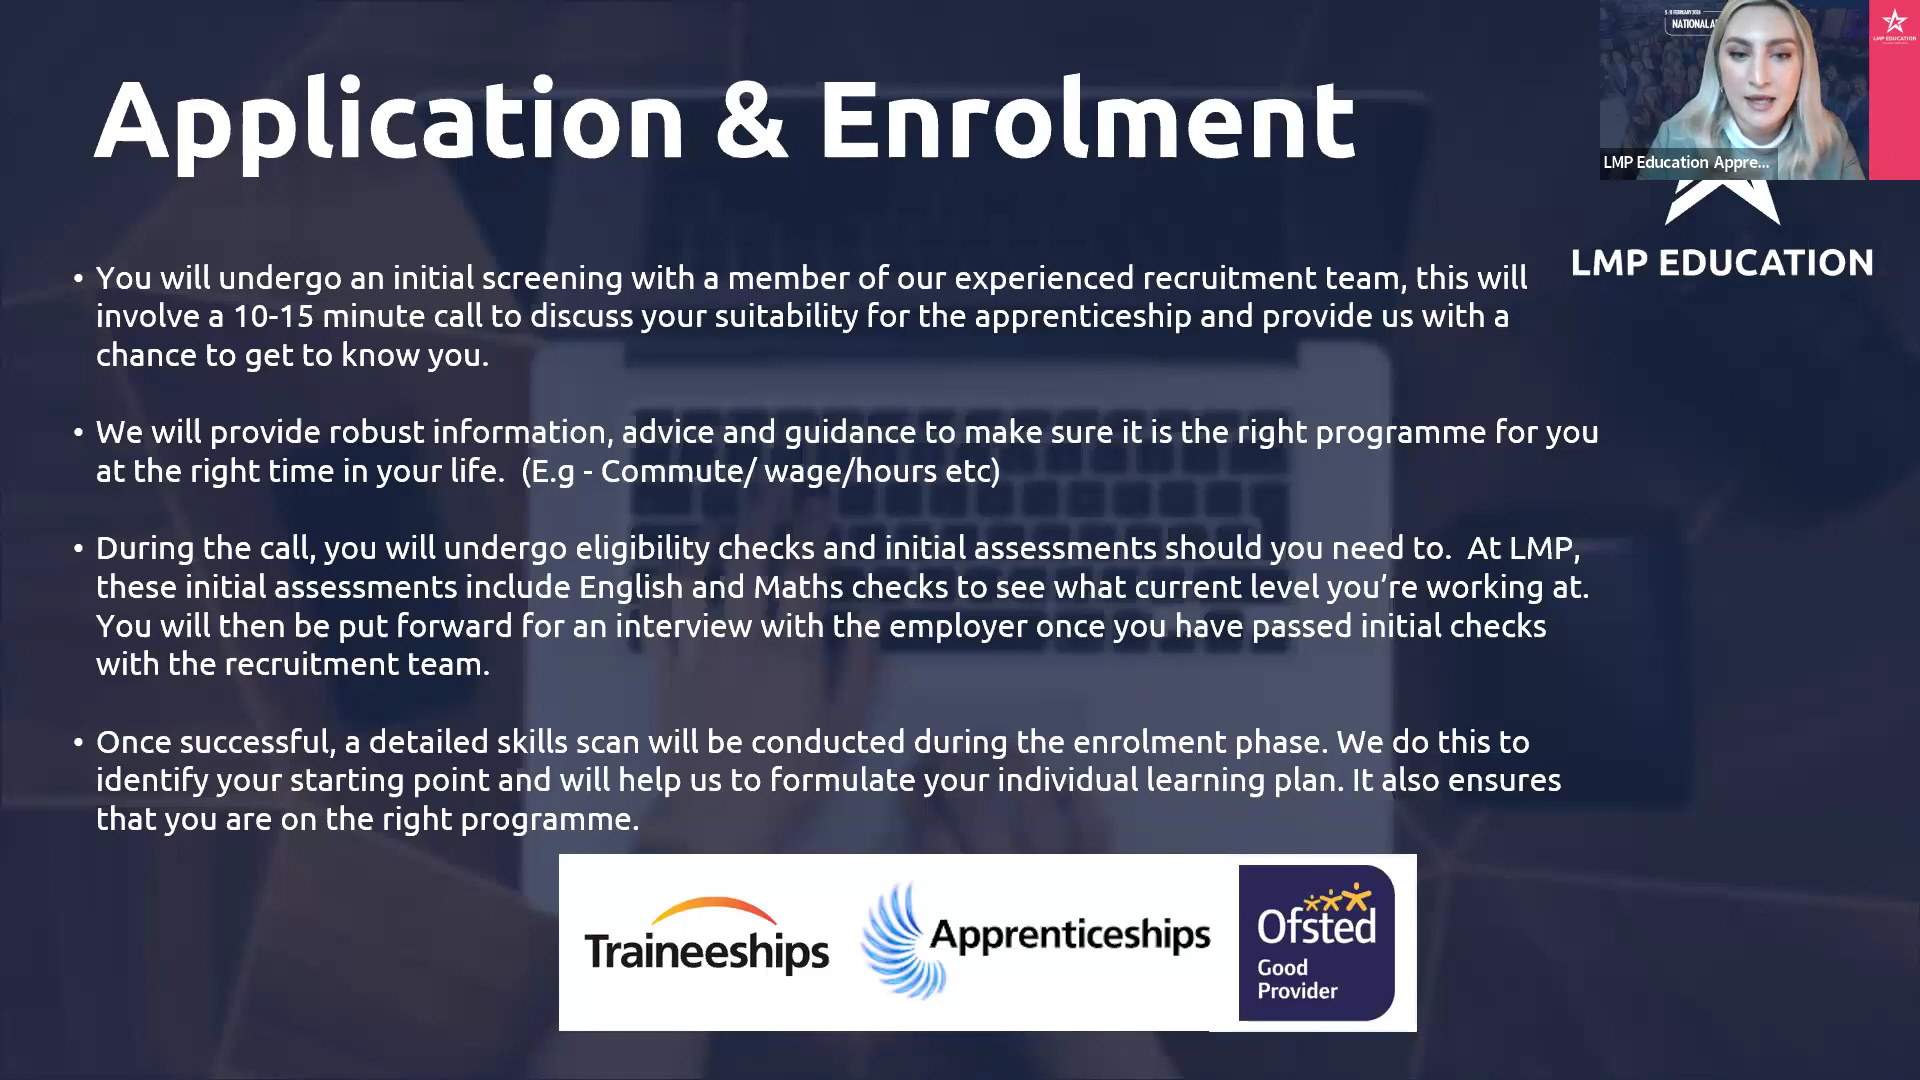 Application & Enrolment
• You will undergo an initial screening with a member of our experienced recruitment team, this will
involve a 10-15 minute call to discuss your suitability for the apprenticeship and provide us with a
chance to get to know you.
• We will provide robust information, advice and guidance to make sure it is the right programme for you
at the right time in your life.  (E.g - Commute/ wage/hours etc)
• During the call, you will undergo eligibility checks and initial assessments should you need to.  At LMP,
these initial assessments include English and Maths checks to see what current level you're working at.
You will then be put forward for an interview with the employer once you have passed initial checks
with the recruitment team.
• Once successful, a detailed skills scan will be conducted during the enrolment phase. We do this to
identify your starting point and will help us to formulate your individual learning plan. It also ensures
that you are on the right programme.
NATIONAL A
LMP EDUCATION
LMP Education Appre...
LMP EDUCATION
Traineeships
Apprenticeships
Ofsted
Good
Provider